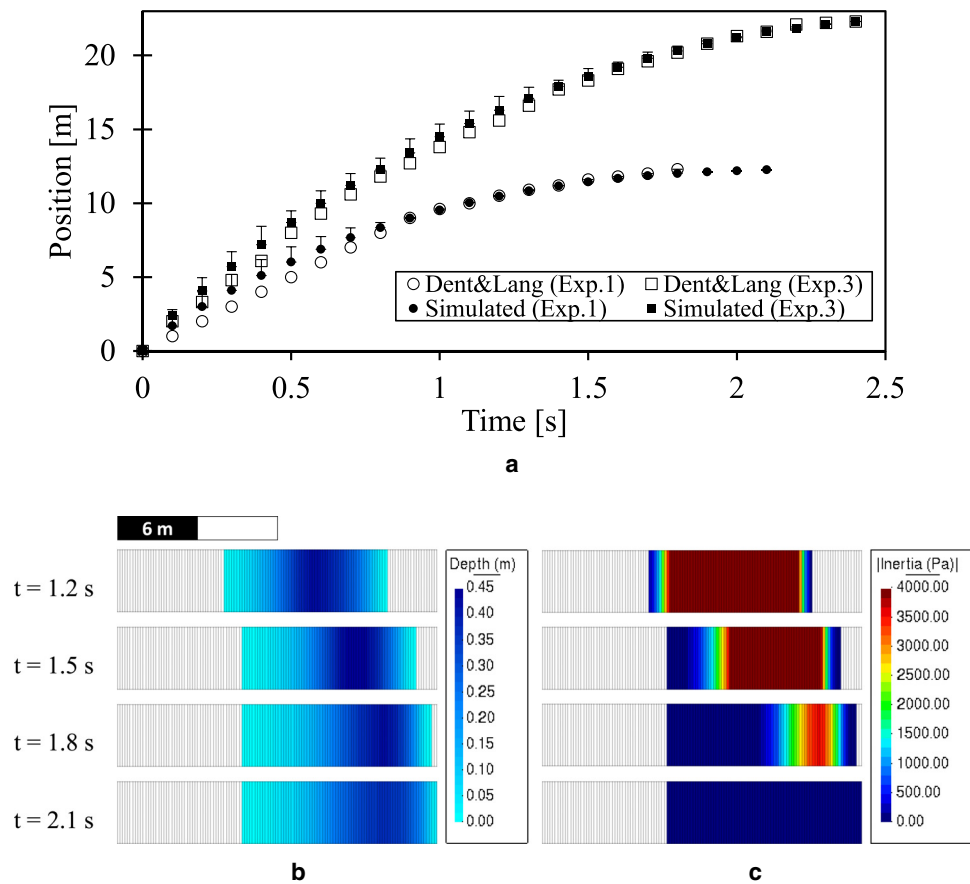 20
15
10
5
0
Position [m]
Dent&Lang (Exp.1)
Dent&Lang (Exp.3)
Simulated (Exp.1)
Simulated (Exp.3)
0
0.5
1
1.5
2
2.5
Time [s]
a
6 m
t = 1.2 s
t = 1.5 s
t = 1.8 s
t = 2.1 s
Depth (m)
0.45
0.40
0.35
0.30
0.25
0.20
0.15
0.10
0.05
0.00
|Inertia (Pa)|
4000.00
3500.00
3000.00
2500.00
2000.00
1500.00
1000.00
500.00
0.00
b
c